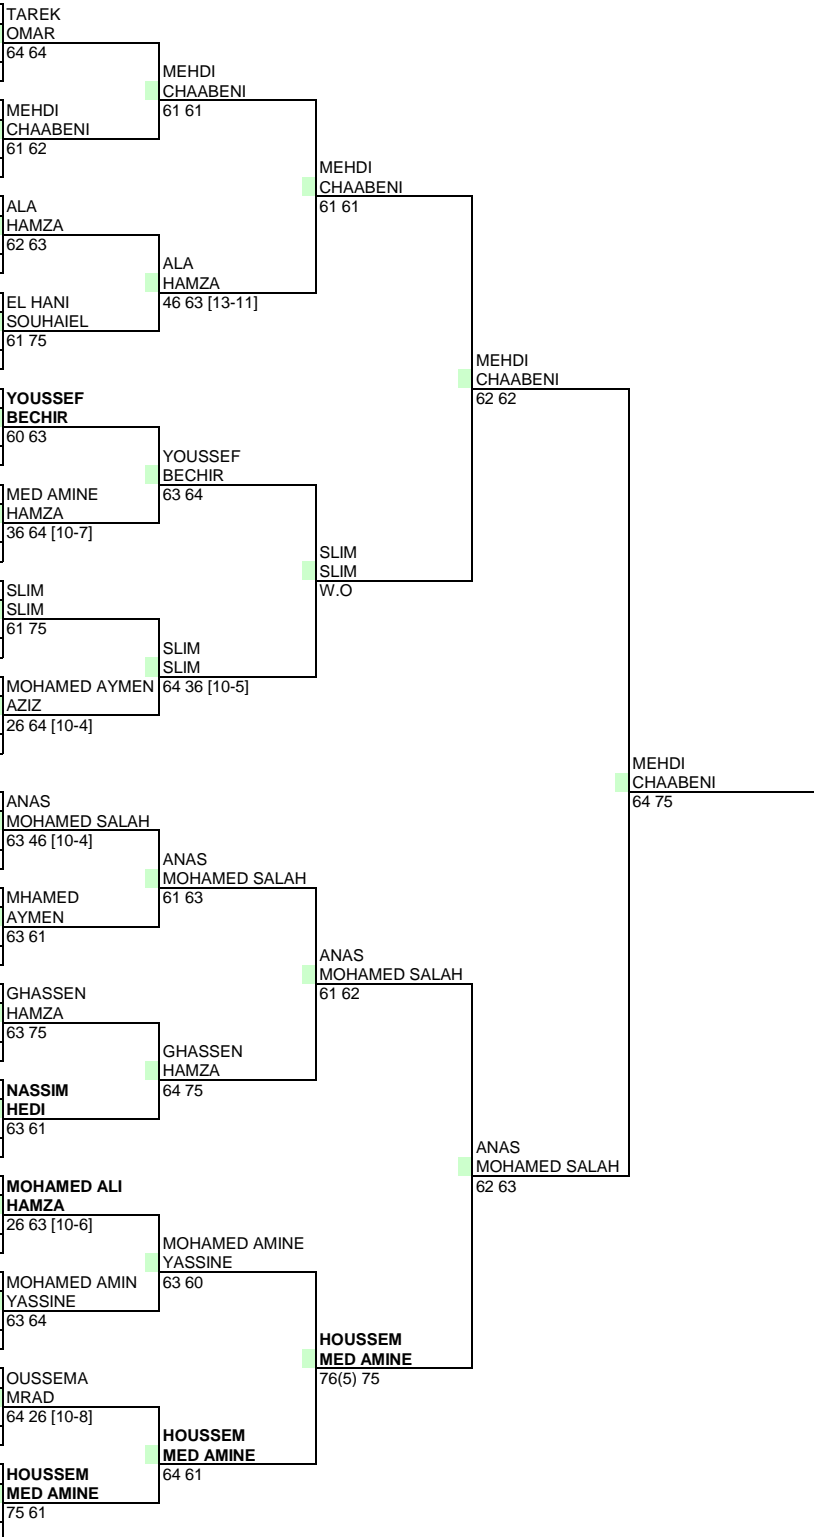 TAREK
OMAR
64 64
MEHDI
CHAABENI
61 61
MEHDI
CHAABENI
61 62
MEHDI
CHAABENI
61 61
ALA
HAMZA
62 63
ALA
HAMZA
46 63 [13-11]
EL HANI
SOUHAIEL
61 75
MEHDI
CHAABENI
62 62
YOUSSEF
BECHIR
60 63
YOUSSEF
BECHIR
63 64
MED AMINE
HAMZA
36 64 [10-7]
SLIM
SLIM
W.O
SLIM
SLIM
61 75
SLIM
SLIM
64 36 [10-5]
MOHAMED AYMEN
AZIZ
26 64 [10-4]
MEHDI
CHAABENI
64 75
ANAS
MOHAMED SALAH
63 46 [10-4]
ANAS
MOHAMED SALAH
61 63
MHAMED
AYMEN
63 61
ANAS
MOHAMED SALAH
61 62
GHASSEN
HAMZA
63 75
GHASSEN
HAMZA
64 75
NASSIM
HEDI
63 61
ANAS
MOHAMED SALAH
62 63
MOHAMED ALI
HAMZA
26 63 [10-6]
MOHAMED AMINE
YASSINE
63 60
MOHAMED AMIN
YASSINE
63 64
HOUSSEM
MED AMINE
76(5) 75
OUSSEMA
MRAD
64 26 [10-8]
HOUSSEM
MED AMINE
64 61
HOUSSEM
MED AMINE
75 61